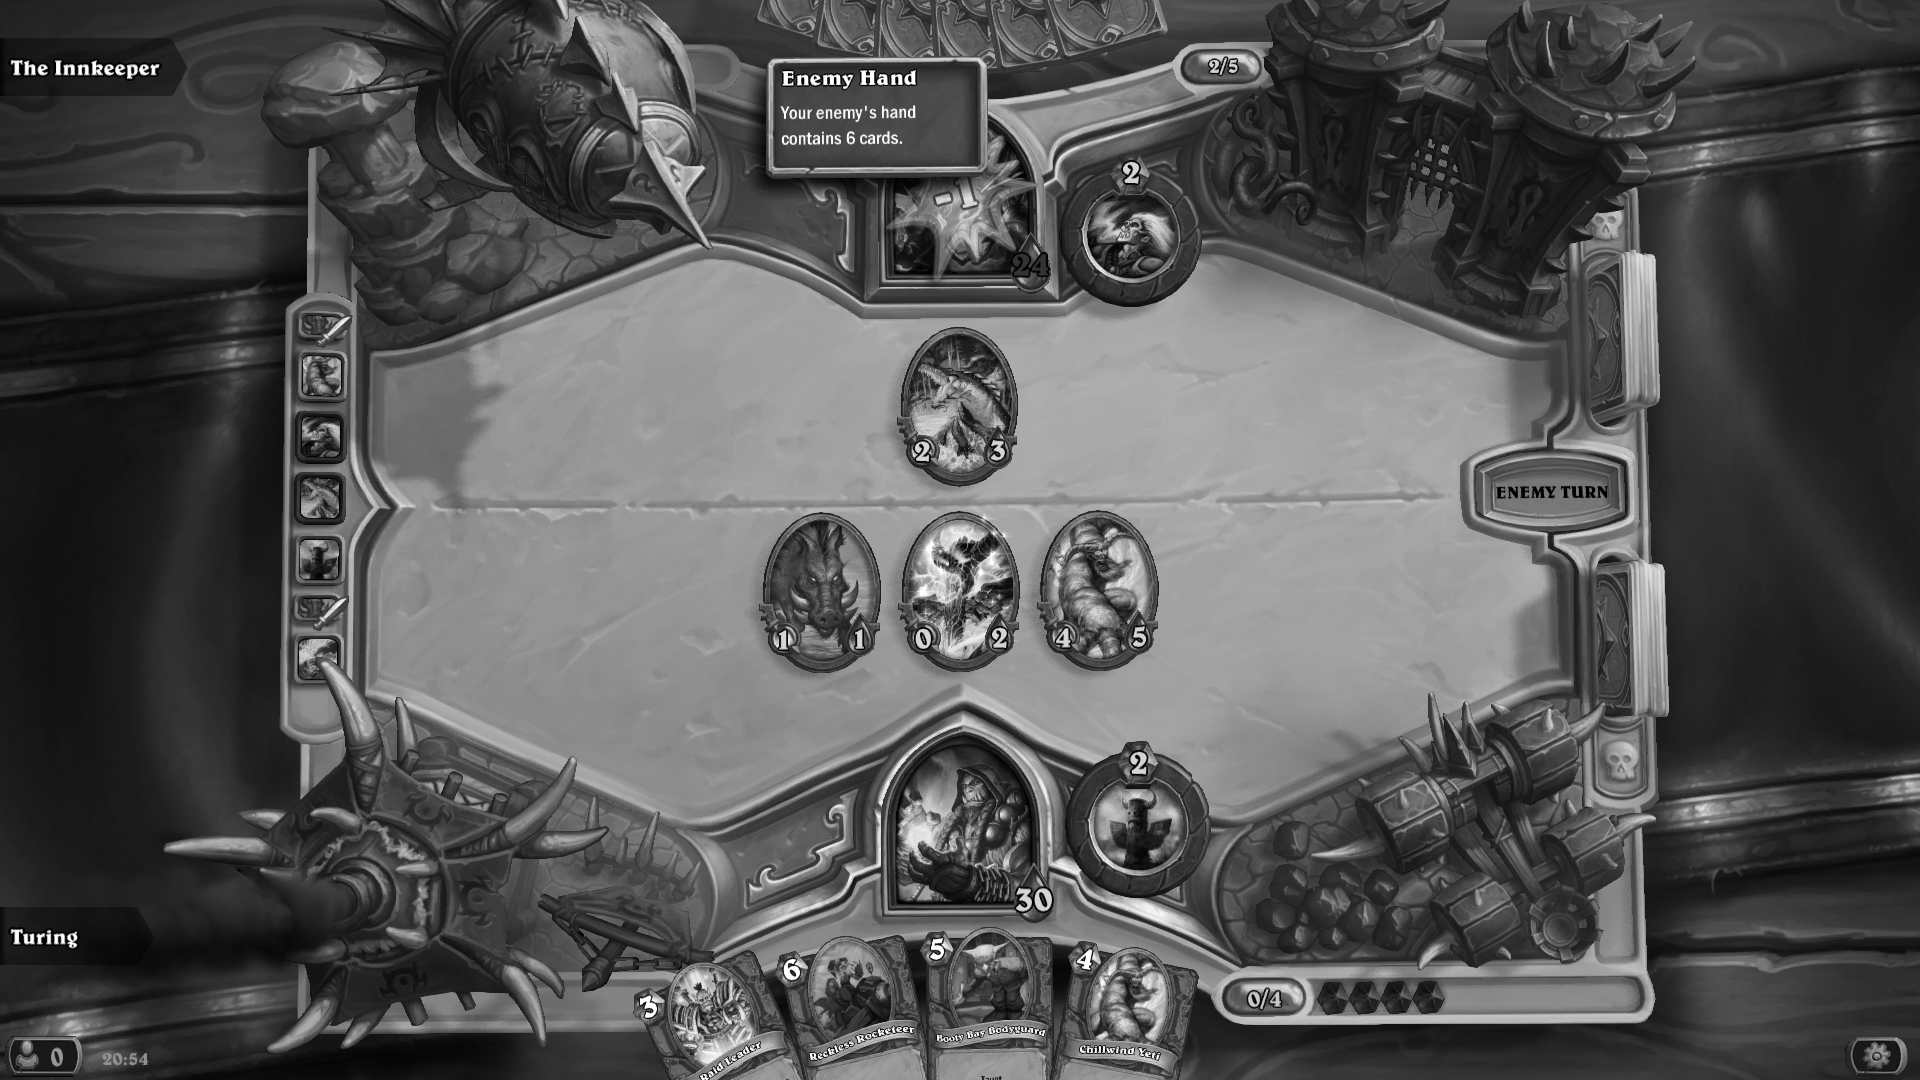 The Innkeeper
Enemy Hand
Your enemy's hand
contains 6 cards.
2/5
-1
24
2
2
3
ENEMY TURN
1
1
0
2
4
5
2
30
Turing
3
Raid Leader
6
Reckless Rocketeer
5
Booty Bay Bodyguard
Taunt
4
Chillwind Yeti
0/4
0
20:54